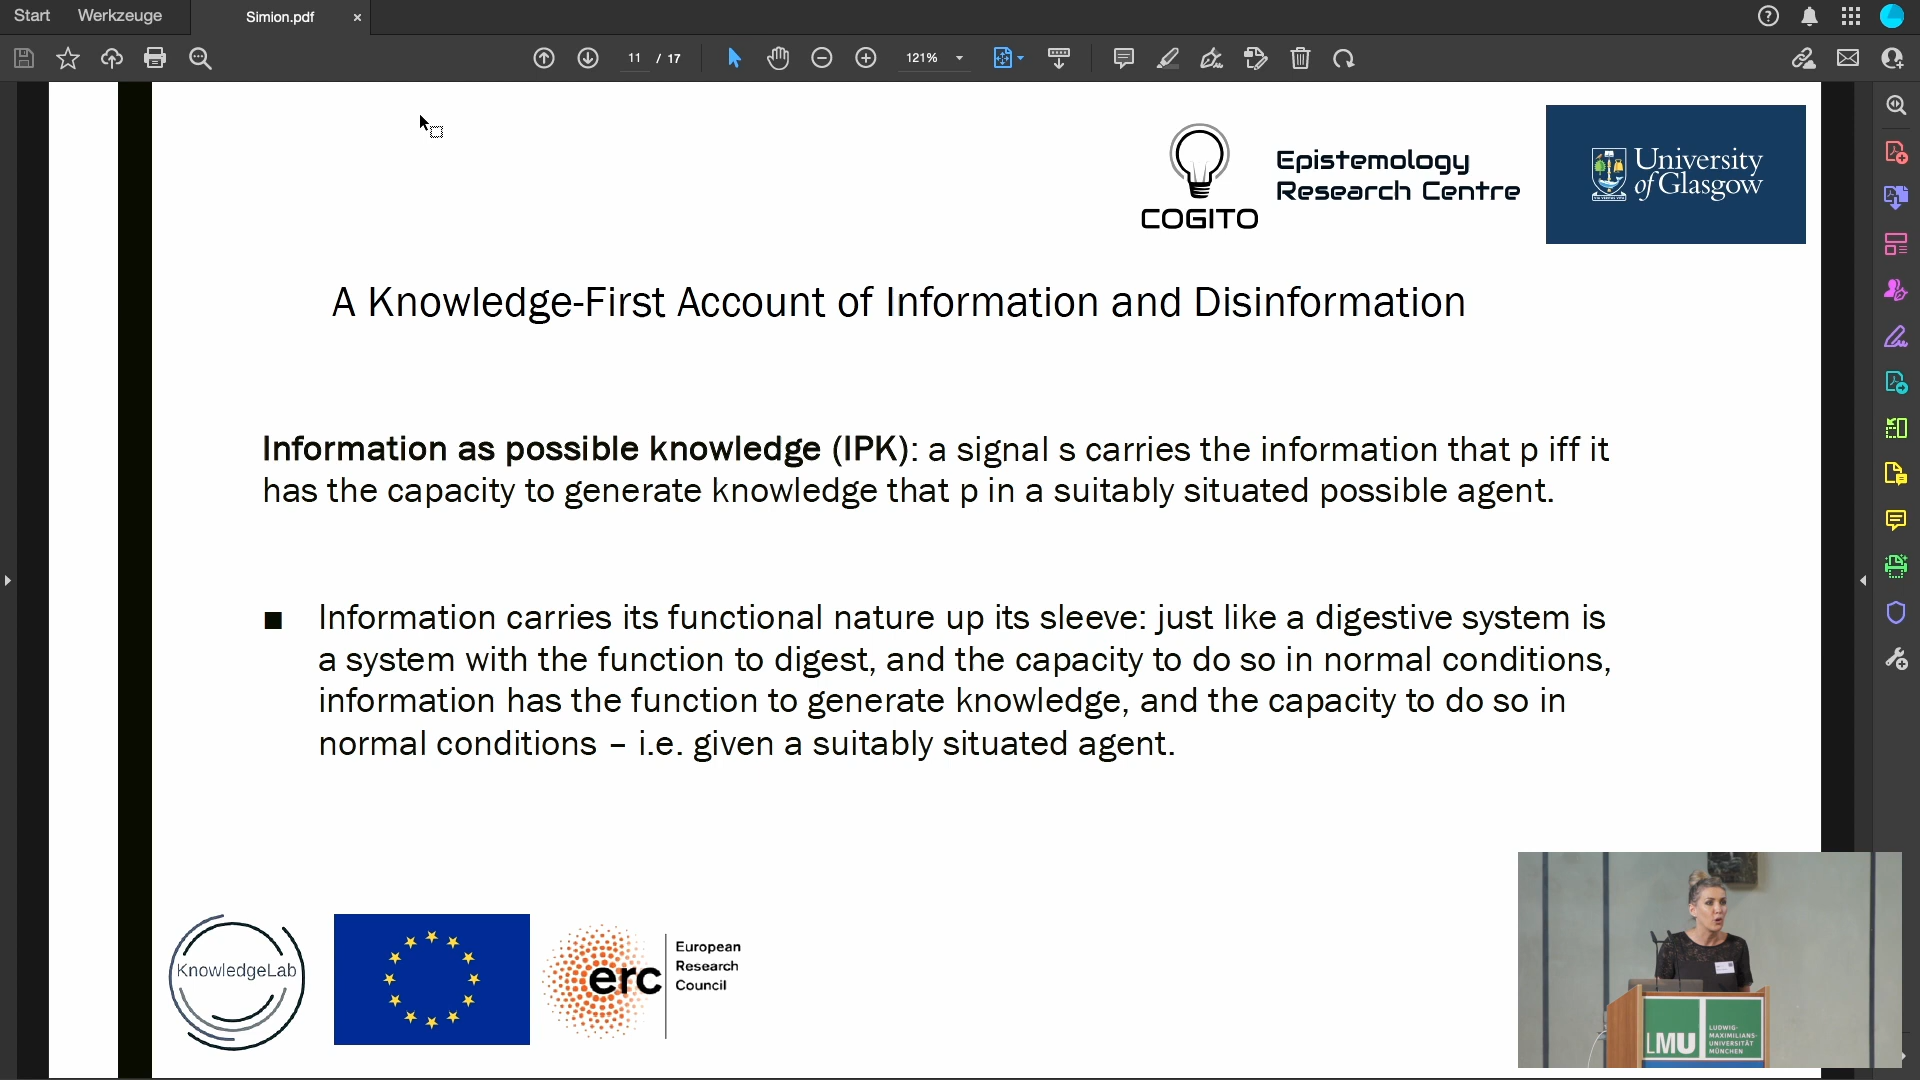 Start Werkzeuge Simion.pdf
11 / 17 121%
COGITO
Epistemology
Research Centre
University
of Glasgow
A Knowledge-First Account of Information and Disinformation
Information as possible knowledge (IPK): a signal s carries the information that p iff it
has the capacity to generate knowledge that p in a suitably situated possible agent.
■ Information carries its functional nature up its sleeve: just like a digestive system is
a system with the function to digest, and the capacity to do so in normal conditions,
information has the function to generate knowledge, and the capacity to do so in
normal conditions – i.e. given a suitably situated agent.
KnowledgeLab
erc
European
Research
Council
LMU
LUDWIG-
MAXIMILIANS-
UNIVERSITÄT
MÜNCHEN